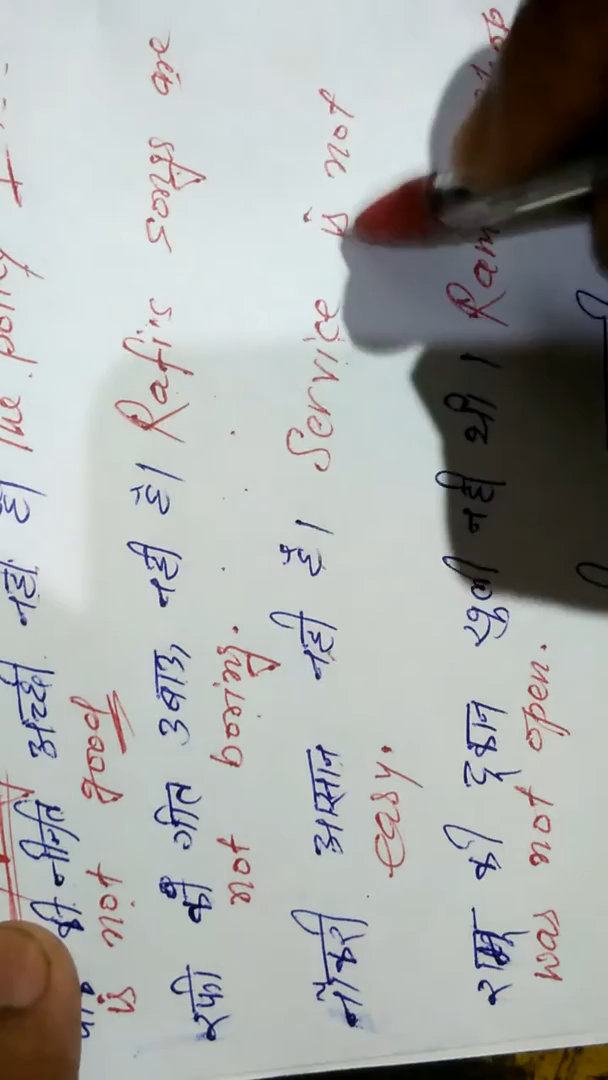 की नीति अच्छी नहीं है। The policy
is not good
रफी की गीत उबाऊ नहीं है। Rafi's songs are
not boring.
नौकरी आसान नहीं है। Service is not
easy.
रामू की दूकान खुली नहीं थी। Ram
was not open.